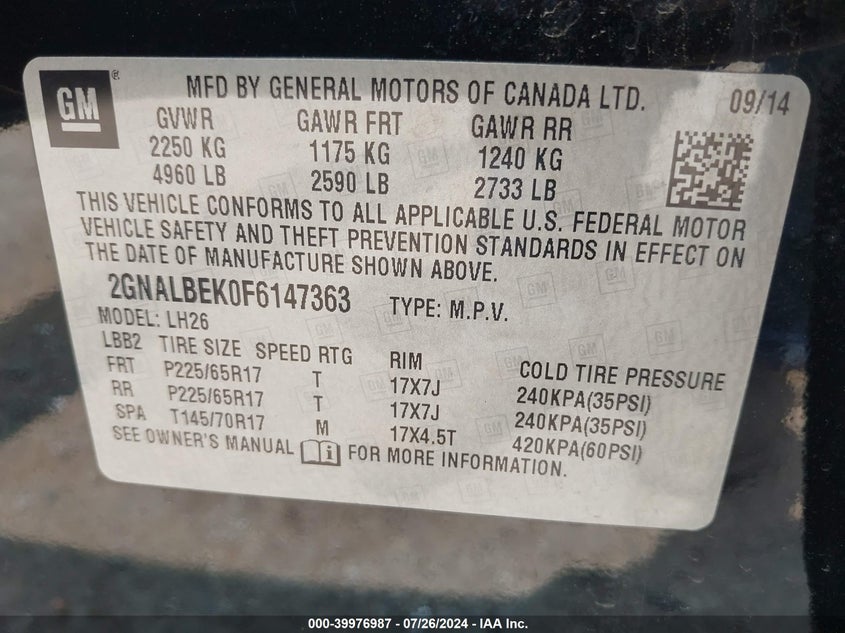 GM ®
MFD BY GENERAL MOTORS OF CANADA LTD. 09/14
GVWR GAWR FRT GAWR RR
2250 KG 1175 KG 1240 KG
4960 LB 2590 LB 2733 LB
THIS VEHICLE CONFORMS TO ALL APPLICABLE U.S. FEDERAL MOTOR
VEHICLE SAFETY AND THEFT PREVENTION STANDARDS IN EFFECT ON
THE DATE OF MANUFACTURE SHOWN ABOVE.
2GNALBEK0F6147363 TYPE: M.P.V.
MODEL: LH26
LBB2 TIRE SIZE SPEED RTG RIM COLD TIRE PRESSURE
FRT P225/65R17 T 17X7J 240KPA(35PSI)
RR P225/65R17 T 17X7J 240KPA(35PSI)
SPA T145/70R17 M 17X4.5T 420KPA(60PSI)
SEE OWNER'S MANUAL FOR MORE INFORMATION.
000-39976987 - 07/26/2024 - IAA Inc.